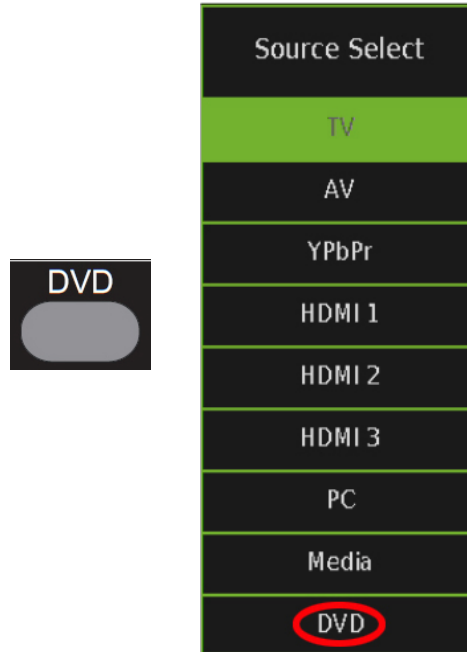 DVD
Source Select
TV
AV
YPbPr
HDMI 1
HDMI 2
HDMI 3
PC
Media
DVD